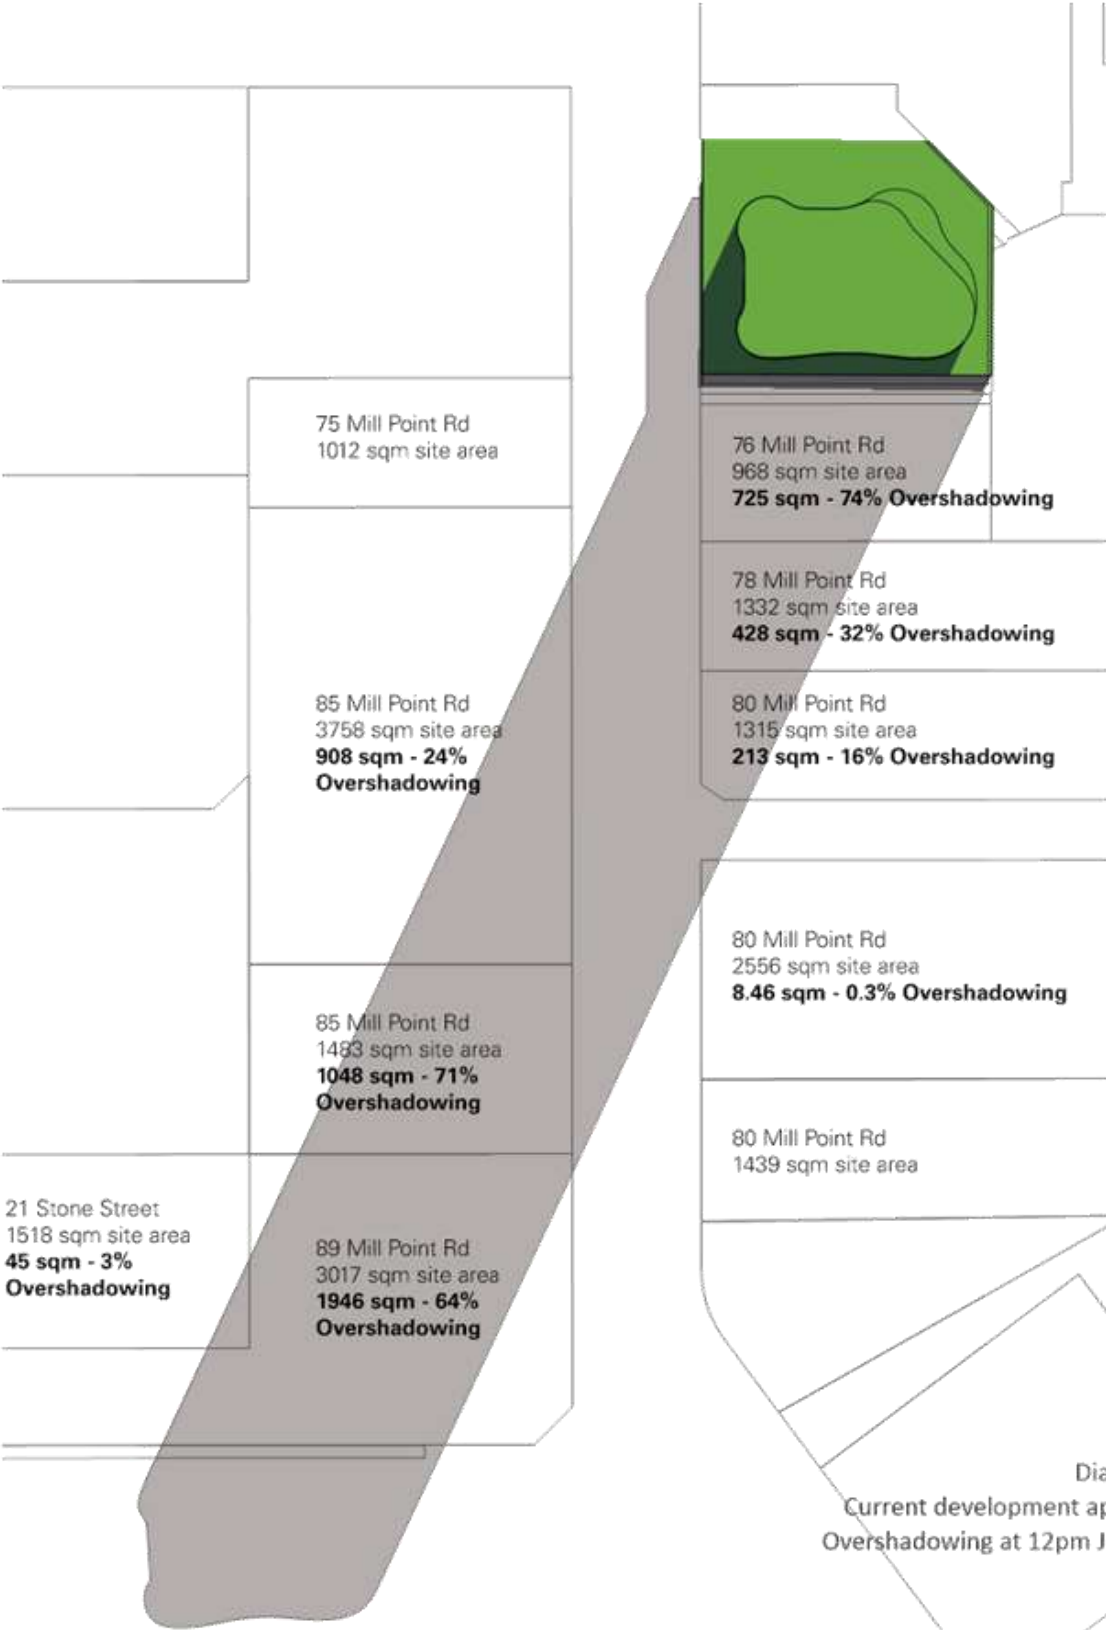 75 Mill Point Rd
1012 sqm site area
76 Mill Point Rd
968 sqm site area
725 sqm - 74% Overshadowing
78 Mill Point Rd
1332 sqm site area
428 sqm - 32% Overshadowing
85 Mill Point Rd
3758 sqm site area
908 sqm - 24%
Overshadowing
80 Mill Point Rd
1315 sqm site area
213 sqm - 16% Overshadowing
80 Mill Point Rd
2556 sqm site area
8.46 sqm - 0.3% Overshadowing
85 Mill Point Rd
1483 sqm site area
1048 sqm - 71%
Overshadowing
80 Mill Point Rd
1439 sqm site area
21 Stone Street
1518 sqm site area
45 sqm - 3%
Overshadowing
89 Mill Point Rd
3017 sqm site area
1946 sqm - 64%
Overshadowing
Dia
Current development ap
Overshadowing at 12pm J